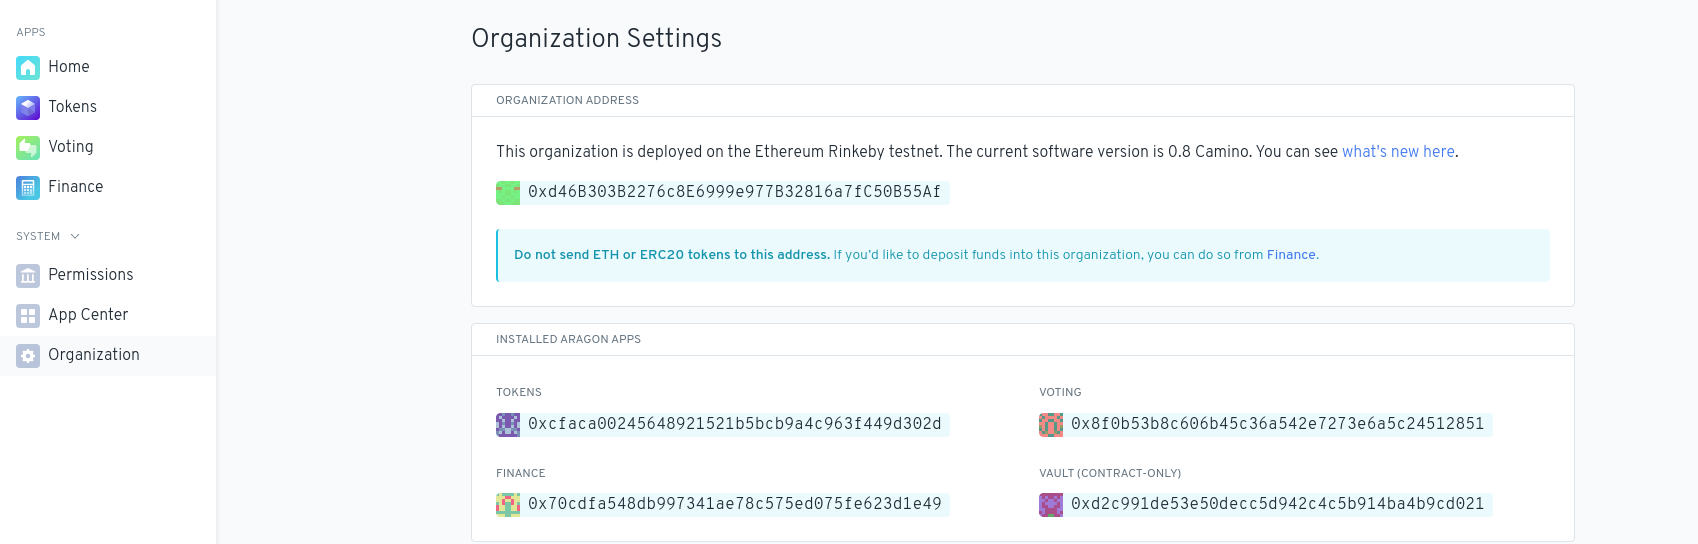 APPS
Home
Tokens
Voting
Finance
SYSTEM
Permissions
App Center
Organization
Organization Settings
ORGANIZATION ADDRESS
This organization is deployed on the Ethereum Rinkeby testnet. The current software version is 0.8 Camino. You can see what's new here.
0xd46B303B2276c8E6999e977B32816a7fC50B55Af
Do not send ETH or ERC20 tokens to this address. If you'd like to deposit funds into this organization, you can do so from Finance.
INSTALLED ARAGON APPS
TOKENS
0xcfaca00245648921521b5bcb9a4c963f449d302d
VOTING
0x8f0b53b8c606b45c36a542e7273e6a5c24512851
FINANCE
0x70cdfa548db997341ae78c575ed075fe623d1e49
VAULT (CONTRACT-ONLY)
0xd2c991de53e50decc5d942c4c5b914ba4b9cd021